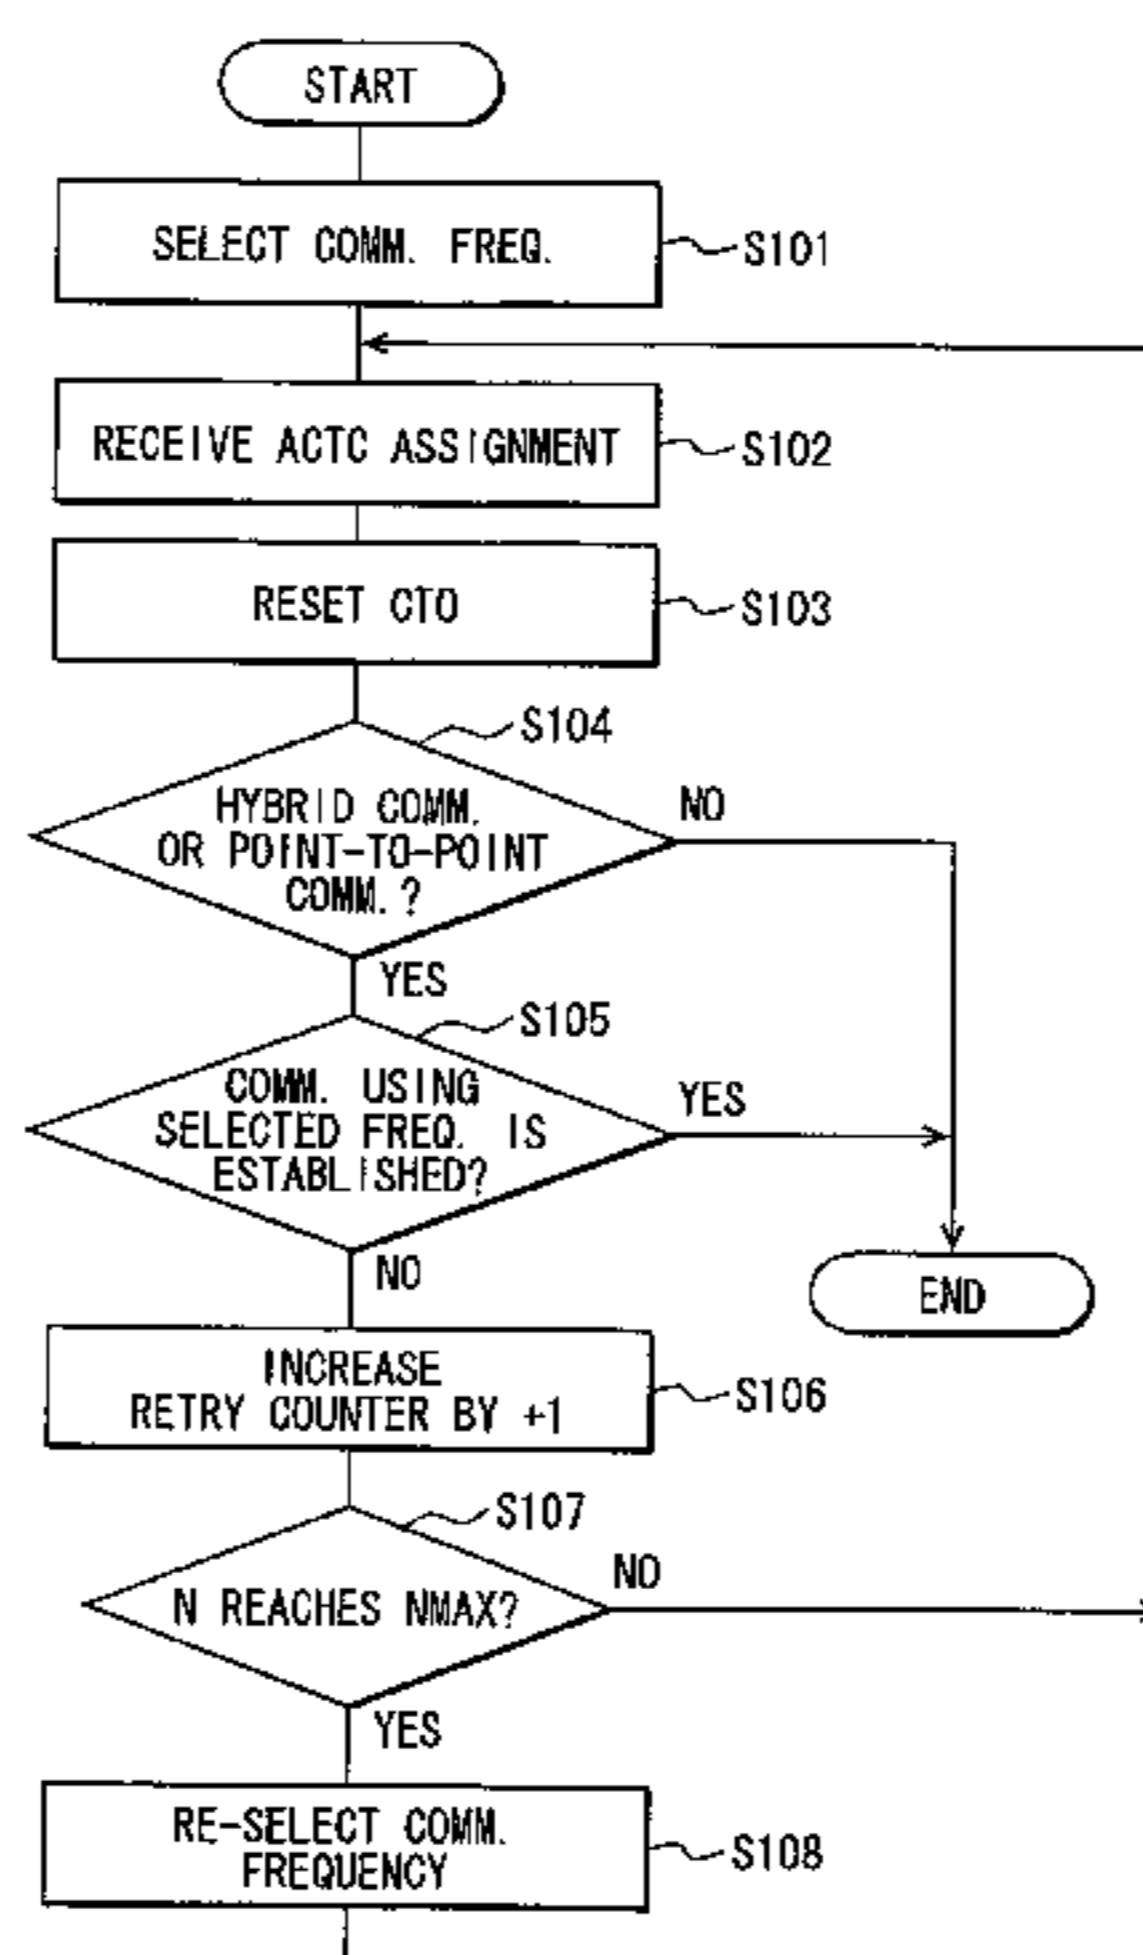 START
SELECT COMM. FREQ.
S101
RECEIVE ACTC ASSIGNMENT
S102
RESET CTO
S103
S104
HYBRID COMM.
OR POINT-TO-POINT
COMM.?
NO
YES
S105
COMM. USING
SELECTED FREQ. IS
ESTABLISHED?
YES
NO
END
INCREASE
RETRY COUNTER BY +1
S106
S107
N REACHES NMAX?
NO
YES
RE-SELECT COMM.
FREQUENCY
S108